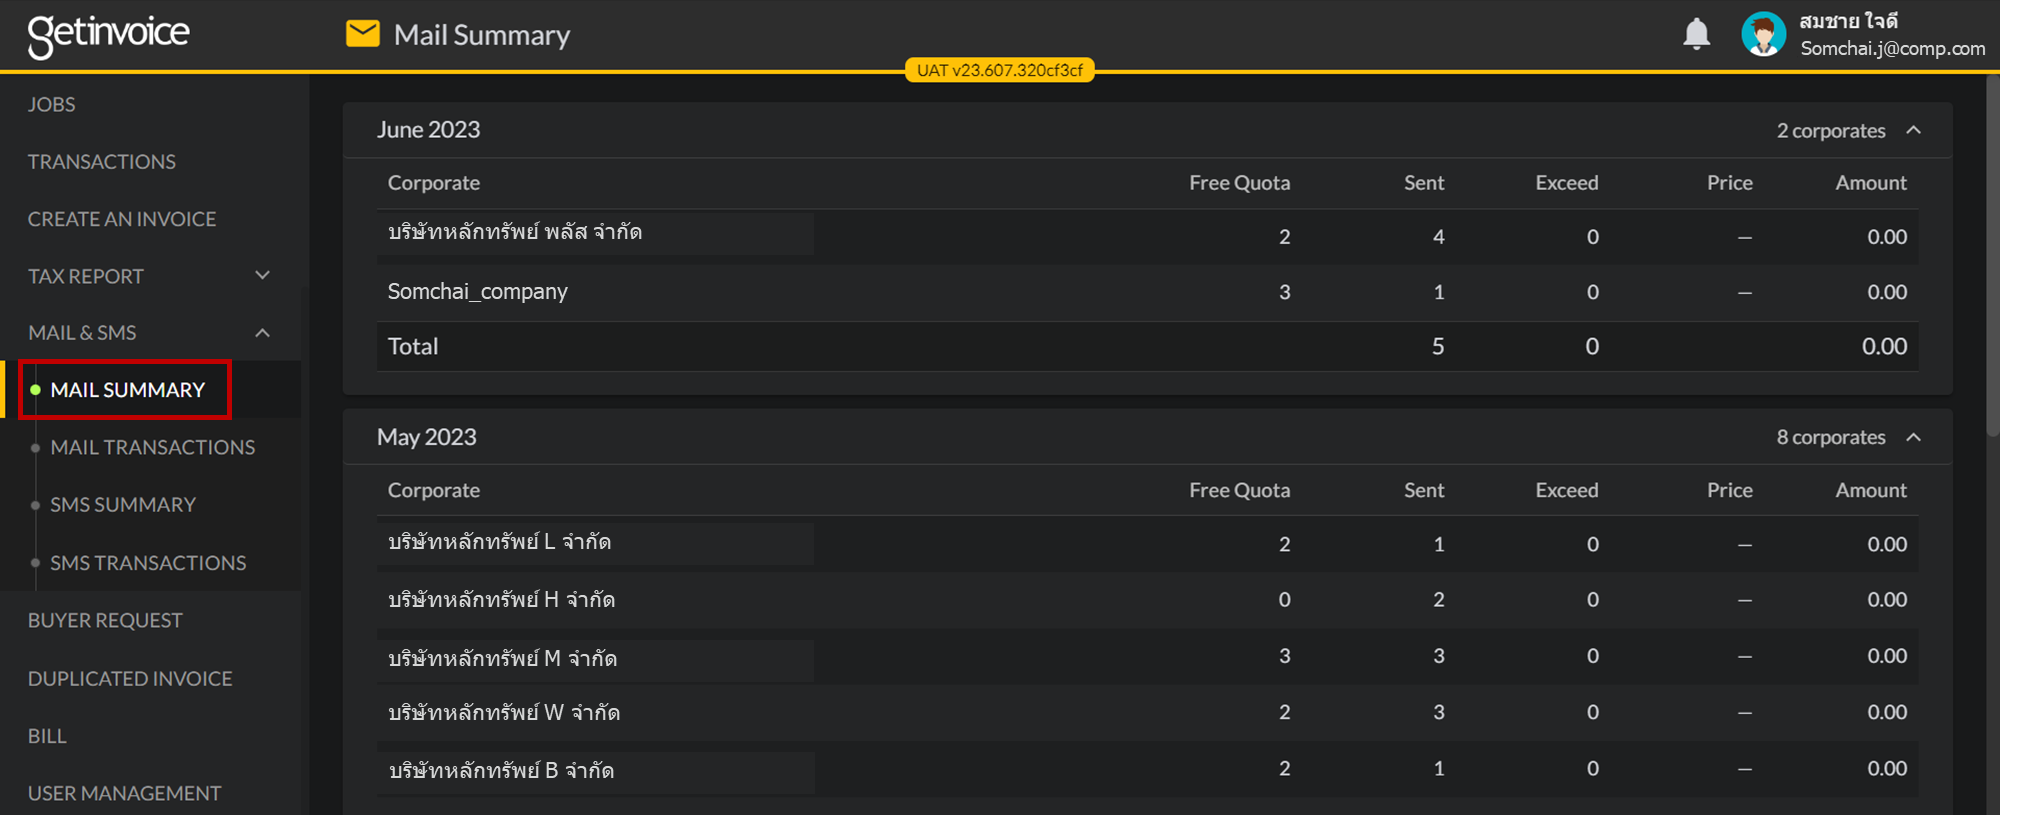 getinvoice
Mail Summary
สมชาย ใจดี
Somchai.j@comp.com
UAT v23.607.320cf3cf
JOBS
TRANSACTIONS
CREATE AN INVOICE
TAX REPORT
MAIL & SMS
MAIL SUMMARY
MAIL TRANSACTIONS
SMS SUMMARY
SMS TRANSACTIONS
BUYER REQUEST
DUPLICATED INVOICE
BILL
USER MANAGEMENT
June 2023 2 corporates
Corporate Free Quota Sent Exceed Price Amount
บริษัทหลักทรัพย์ พลัส จำกัด 2 4 0 — 0.00
Somchai_company 3 1 0 — 0.00
Total 5 0 0.00
May 2023 8 corporates
Corporate Free Quota Sent Exceed Price Amount
บริษัทหลักทรัพย์ L จำกัด 2 1 0 — 0.00
บริษัทหลักทรัพย์ H จำกัด 0 2 0 — 0.00
บริษัทหลักทรัพย์ M จำกัด 3 3 0 — 0.00
บริษัทหลักทรัพย์ W จำกัด 2 3 0 — 0.00
บริษัทหลักทรัพย์ B จำกัด 2 1 0 — 0.00